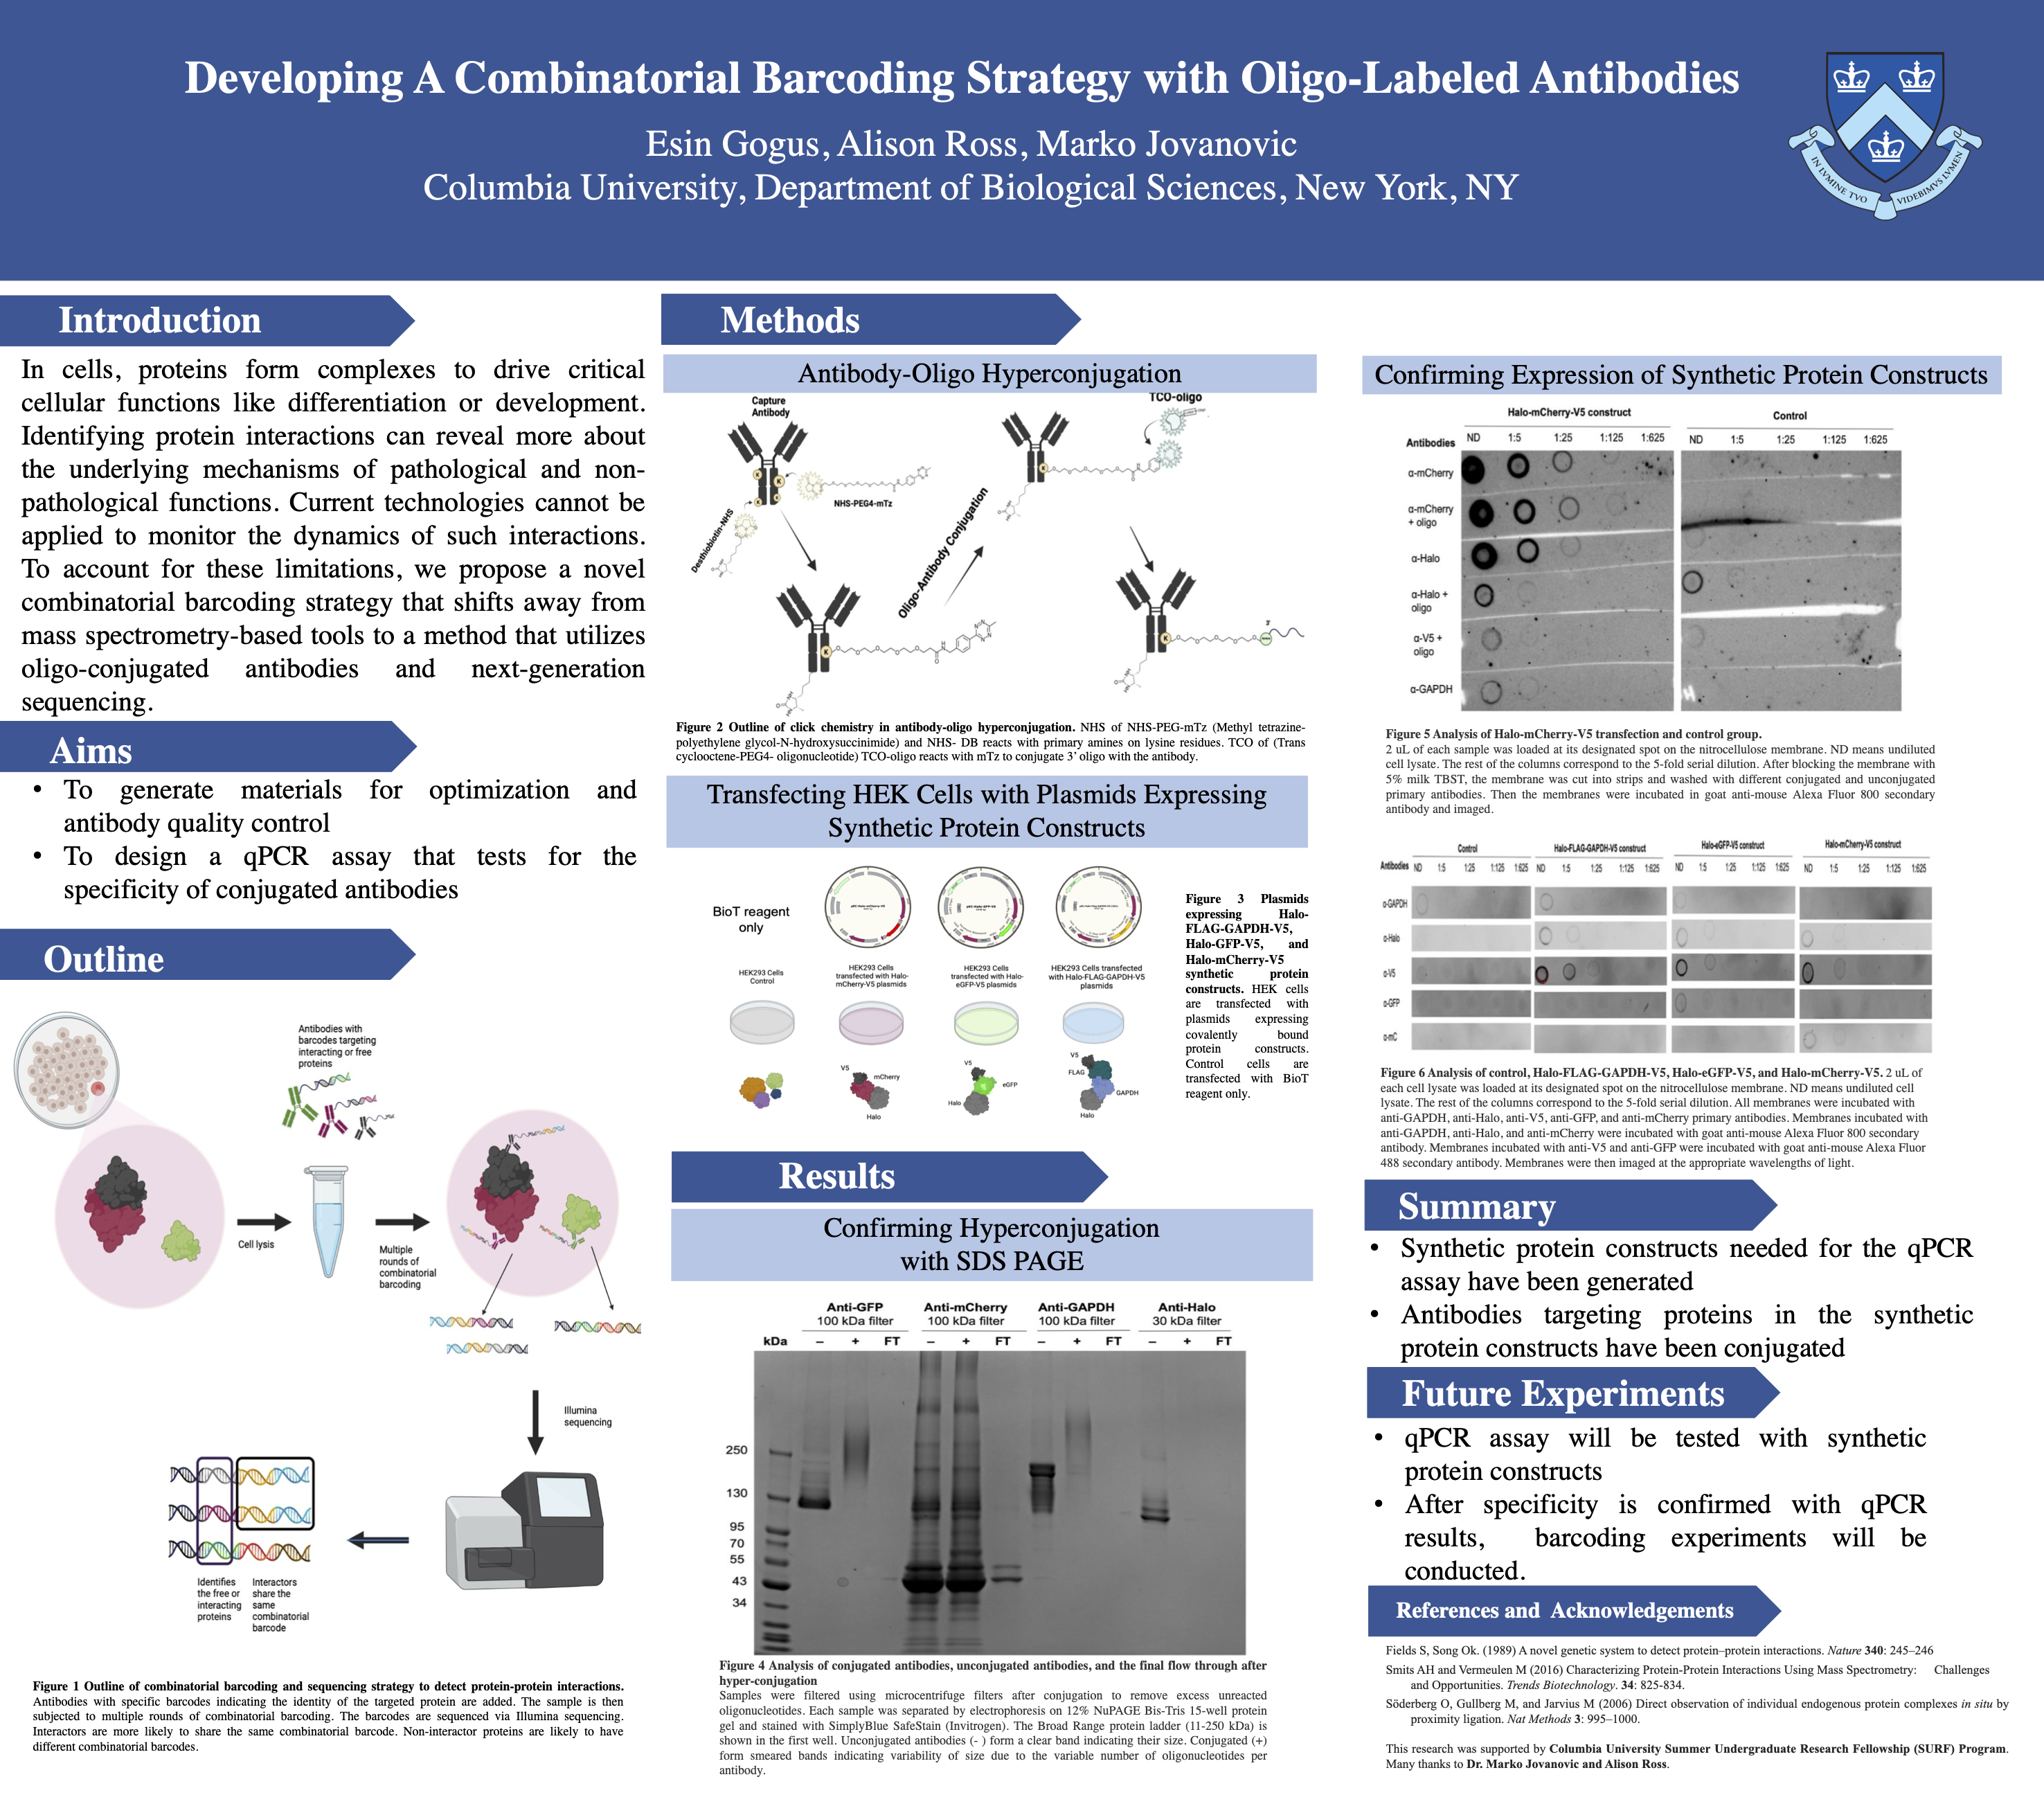 Developing A Combinatorial Barcoding Strategy with Oligo-Labeled Antibodies
Esin Gogus, Alison Ross, Marko Jovanovic
Columbia University, Department of Biological Sciences, New York, NY
IN LVMINE TVO
VIDEBIMVS LVMEN
Introduction
In cells, proteins form complexes to drive critical
cellular functions like differentiation or development.
Identifying protein interactions can reveal more about
the underlying mechanisms of pathological and non-
pathological functions. Current technologies cannot be
applied to monitor the dynamics of such interactions.
To account for these limitations, we propose a novel
combinatorial barcoding strategy that shifts away from
mass spectrometry-based tools to a method that utilizes
oligo-conjugated antibodies and next-generation
sequencing.
Aims
• To generate materials for optimization and
antibody quality control
• To design a qPCR assay that tests for the
specificity of conjugated antibodies
Outline
Antibodies with
barcodes targeting
interacting or free
proteins
Cell lysis
Multiple
rounds of
combinatorial
barcoding
Illumina
sequencing
Identifies
the free or
interacting
proteins
Interactors
share the
same
combinatorial
barcode
Figure 1 Outline of combinatorial barcoding and sequencing strategy to detect protein-protein interactions.
Antibodies with specific barcodes indicating the identity of the targeted protein are added. The sample is then
subjected to multiple rounds of combinatorial barcoding. The barcodes are sequenced via Illumina sequencing.
Interactors are more likely to share the same combinatorial barcode. Non-interactor proteins are likely to have
different combinatorial barcodes.
Methods
Antibody-Oligo Hyperconjugation
Capture
Antibody
TCO-oligo
NHS-PEG4-mTz
Desthiobiotin-NHS
Oligo-Antibody Conjugation
3'
Figure 2 Outline of click chemistry in antibody-oligo hyperconjugation. NHS of NHS-PEG-mTz (Methyl tetrazine-
polyethylene glycol-N-hydroxysuccinimide) and NHS- DB reacts with primary amines on lysine residues. TCO of (Trans
cyclooctene-PEG4- oligonucleotide) TCO-oligo reacts with mTz to conjugate 3’ oligo with the antibody.
Transfecting HEK Cells with Plasmids Expressing
Synthetic Protein Constructs
BioT reagent
only
HEK293 Cells
Control
HEK293 Cells
transfected with Halo-
mCherry-V5 plasmids
HEK293 Cells
transfected with Halo-
eGFP-V5 plasmids
HEK293 Cells transfected
with Halo-FLAG-GAPDH-V5
plasmids
V5
mCherry
Halo
V5
eGFP
Halo
V5
FLAG
GAPDH
Halo
Figure 3 Plasmids
expressing Halo-
FLAG-GAPDH-V5,
Halo-GFP-V5, and
Halo-mCherry-V5
synthetic protein
constructs. HEK cells
are transfected with
plasmids expressing
covalently bound
protein constructs.
Control cells are
transfected with BioT
reagent only.
Results
Confirming Hyperconjugation
with SDS PAGE
Anti-GFP Anti-mCherry Anti-GAPDH Anti-Halo
100 kDa filter 100 kDa filter 100 kDa filter 30 kDa filter
kDa – + FT – + FT – + FT – + FT
250
130
95
70
55
43
34
Figure 4 Analysis of conjugated antibodies, unconjugated antibodies, and the final flow through after
hyper-conjugation
Samples were filtered using microcentrifuge filters after conjugation to remove excess unreacted
oligonucleotides. Each sample was separated by electrophoresis on 12% NuPAGE Bis-Tris 15-well protein
gel and stained with SimplyBlue SafeStain (Invitrogen). The Broad Range protein ladder (11-250 kDa) is
shown in the first well. Unconjugated antibodies (- ) form a clear band indicating their size. Conjugated (+)
form smeared bands indicating variability of size due to the variable number of oligonucleotides per
antibody.
Confirming Expression of Synthetic Protein Constructs
Halo-mCherry-V5 construct Control
Antibodies ND 1:5 1:25 1:125 1:625 ND 1:5 1:25 1:125 1:625
α-mCherry
α-mCherry
+ oligo
α-Halo
α-Halo +
oligo
α-V5 +
oligo
α-GAPDH
Figure 5 Analysis of Halo-mCherry-V5 transfection and control group.
2 uL of each sample was loaded at its designated spot on the nitrocellulose membrane. ND means undiluted
cell lysate. The rest of the columns correspond to the 5-fold serial dilution. After blocking the membrane with
5% milk TBST, the membrane was cut into strips and washed with different conjugated and unconjugated
primary antibodies. Then the membranes were incubated in goat anti-mouse Alexa Fluor 800 secondary
antibody and imaged.
Control Halo-FLAG-GAPDH-V5 construct Halo-eGFP-V5 construct Halo-mCherry-V5 construct
Antibodies ND 1:5 1:25 1:125 1:625 ND 1:5 1:25 1:125 1:625 ND 1:5 1:25 1:125 1:625 ND 1:5 1:25 1:125 1:625
α-GAPDH
α-Halo
α-V5
α-GFP
α-mC
Figure 6 Analysis of control, Halo-FLAG-GAPDH-V5, Halo-eGFP-V5, and Halo-mCherry-V5. 2 uL of
each cell lysate was loaded at its designated spot on the nitrocellulose membrane. ND means undiluted cell
lysate. The rest of the columns correspond to the 5-fold serial dilution. All membranes were incubated with
anti-GAPDH, anti-Halo, anti-V5, anti-GFP, and anti-mCherry primary antibodies. Membranes incubated with
anti-GAPDH, anti-Halo, and anti-mCherry were incubated with goat anti-mouse Alexa Fluor 800 secondary
antibody. Membranes incubated with anti-V5 and anti-GFP were incubated with goat anti-mouse Alexa Fluor
488 secondary antibody. Membranes were then imaged at the appropriate wavelengths of light.
Summary
• Synthetic protein constructs needed for the qPCR
assay have been generated
• Antibodies targeting proteins in the synthetic
protein constructs have been conjugated
Future Experiments
• qPCR assay will be tested with synthetic
protein constructs
• After specificity is confirmed with qPCR
results, barcoding experiments will be
conducted.
References and Acknowledgements
Fields S, Song Ok. (1989) A novel genetic system to detect protein–protein interactions. Nature 340: 245–246
Smits AH and Vermeulen M (2016) Characterizing Protein-Protein Interactions Using Mass Spectrometry: Challenges
and Opportunities. Trends Biotechnology. 34: 825-834.
Söderberg O, Gullberg M, and Jarvius M (2006) Direct observation of individual endogenous protein complexes in situ by
proximity ligation. Nat Methods 3: 995–1000.
This research was supported by Columbia University Summer Undergraduate Research Fellowship (SURF) Program.
Many thanks to Dr. Marko Jovanovic and Alison Ross.